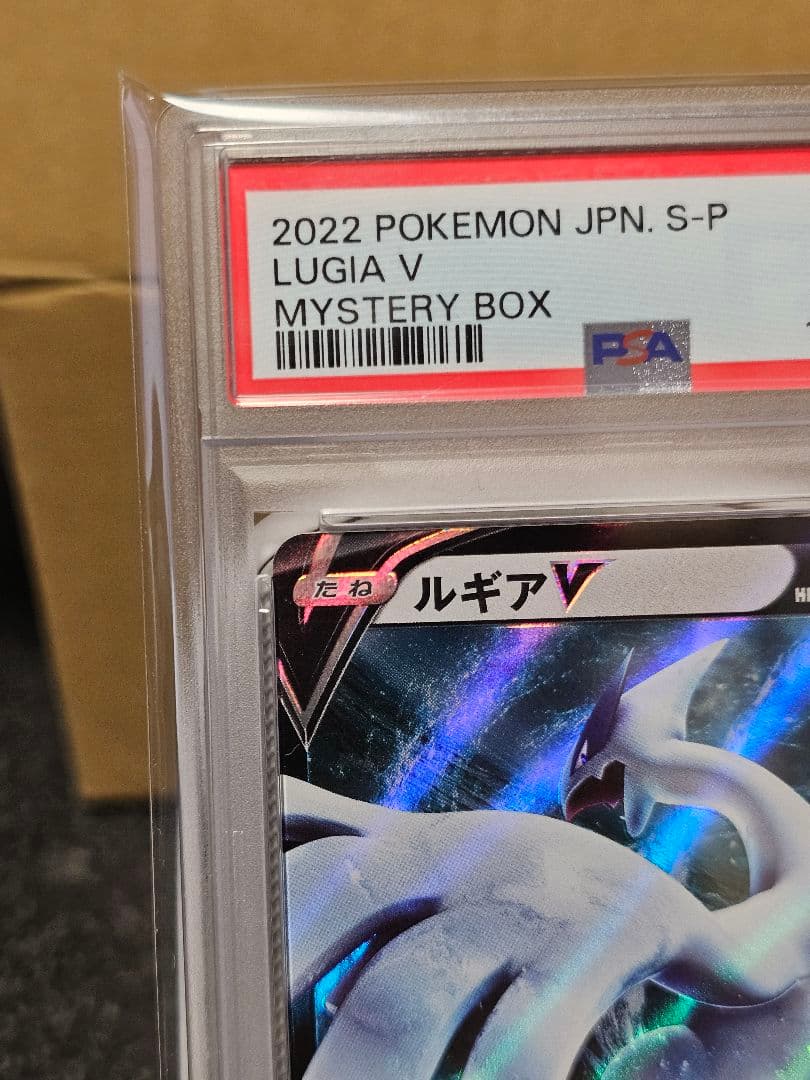 2022 POKEMON JPN. S-P
LUGIA V
MYSTERY BOX
PSA
たね ルギアV